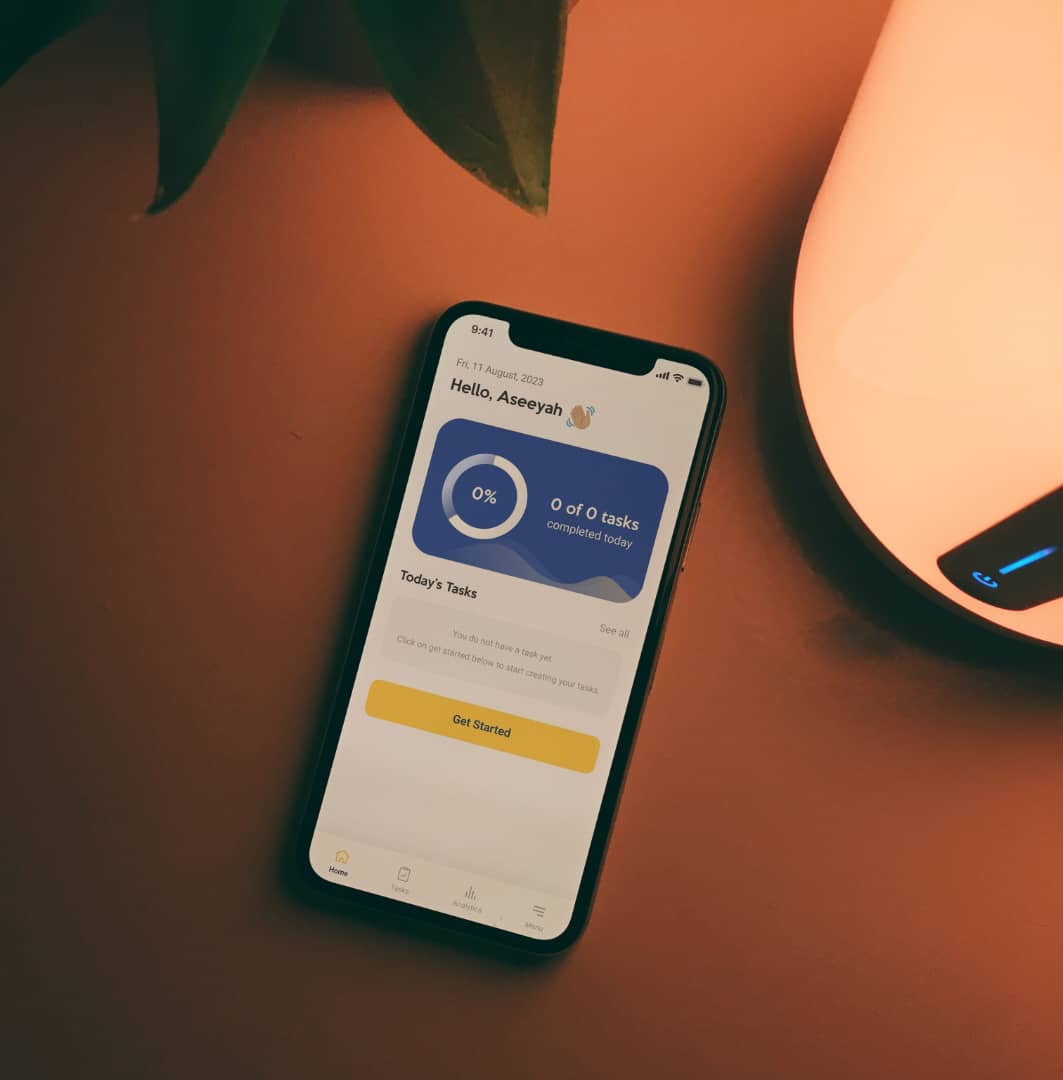 9:41
Fri, 11 August, 2023
Hello, Aseeyah 👋🏽
0%
0 of 0 tasks
completed today
Today's Tasks
See all
You do not have a task yet.
Click on get started below to start creating your tasks.
Get Started
Home
Tasks
Analytics
Menu